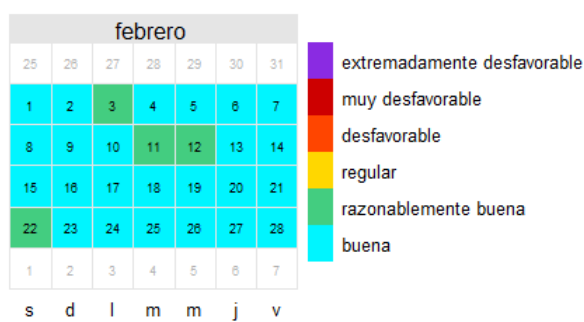 febrero
25 26 27 28 29 30 31
1 2 3 4 5 6 7
8 9 10 11 12 13 14
15 16 17 18 19 20 21
22 23 24 25 26 27 28
1 2 3 4 5 6 7
s d l m m j v
extremadamente desfavorable
muy desfavorable
desfavorable
regular
razonablemente buena
buena